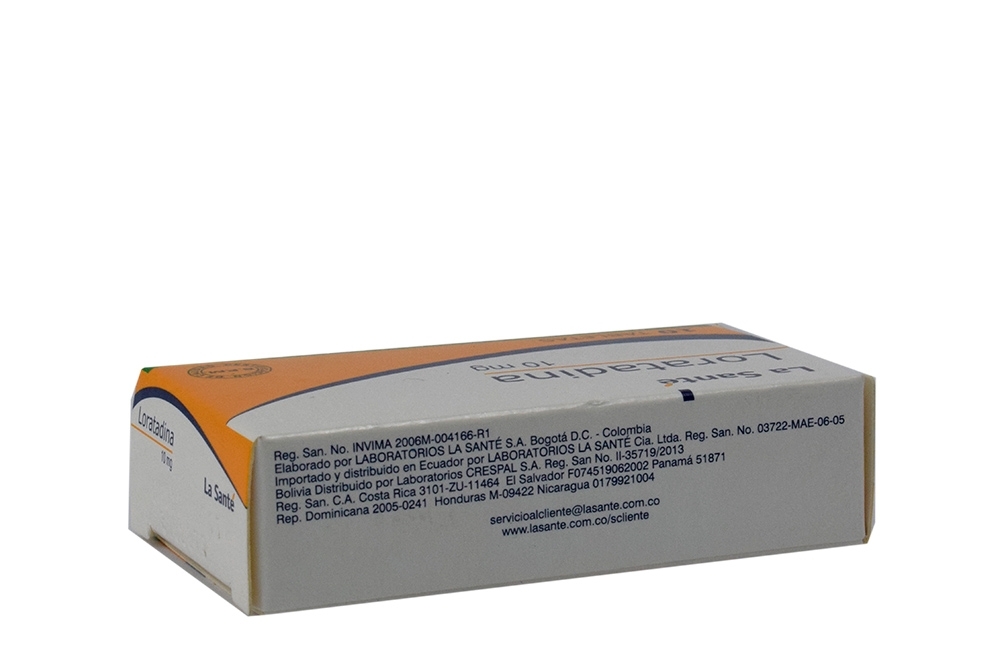 TABLETAS
Loratadina
10 mg
La Santé
Loratadina
10 mg
La Santé
Reg. San. No. INVIMA 2006M-004166-R1
Elaborado por LABORATORIOS LA SANTÉ S.A. Bogotá D.C. - Colombia
Importado y distribuido en Ecuador por LABORATORIOS LA SANTÉ Cia. Ltda. Reg. San. No. 03722-MAE-06-05
Bolivia Distribuido por Laboratorios CRESPAL S.A. Reg. San No. II-35719/2013
Reg. San. C.A. Costa Rica 3101-ZU-11464 El Salvador F074519062002 Panamá 51871
Rep. Dominicana 2005-0241 Honduras M-09422 Nicaragua 0179921004
servicioalcliente@lasante.com.co
www.lasante.com.co/scliente